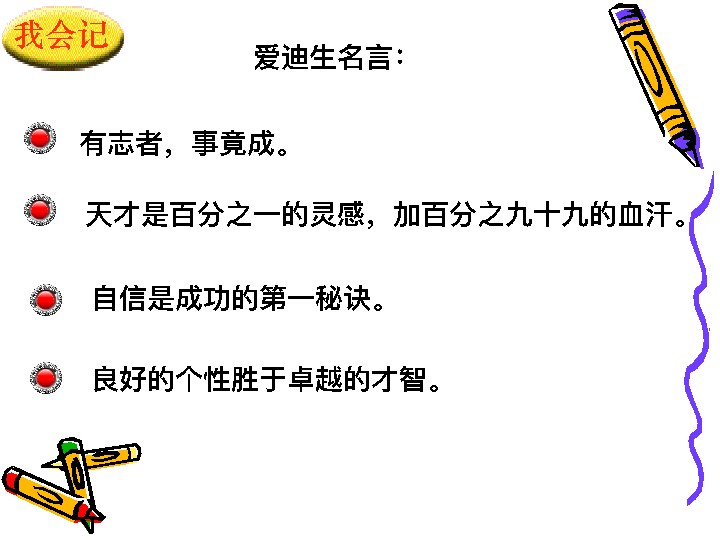 我会记
爱迪生名言：
有志者，事竟成。
天才是百分之一的灵感，加百分之九十九的血汗。
自信是成功的第一秘诀。
良好的个性胜于卓越的才智。